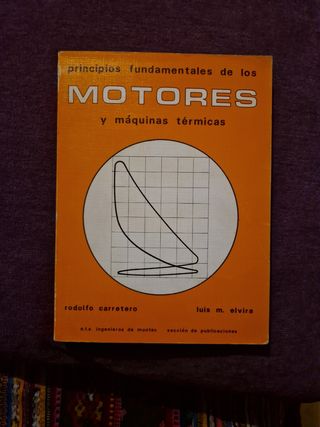 principios fundamentales de los
MOTORES
y máquinas térmicas
rodolfo carretero luis m. elvira
e.t.s. ingenieros de montes sección de publicaciones